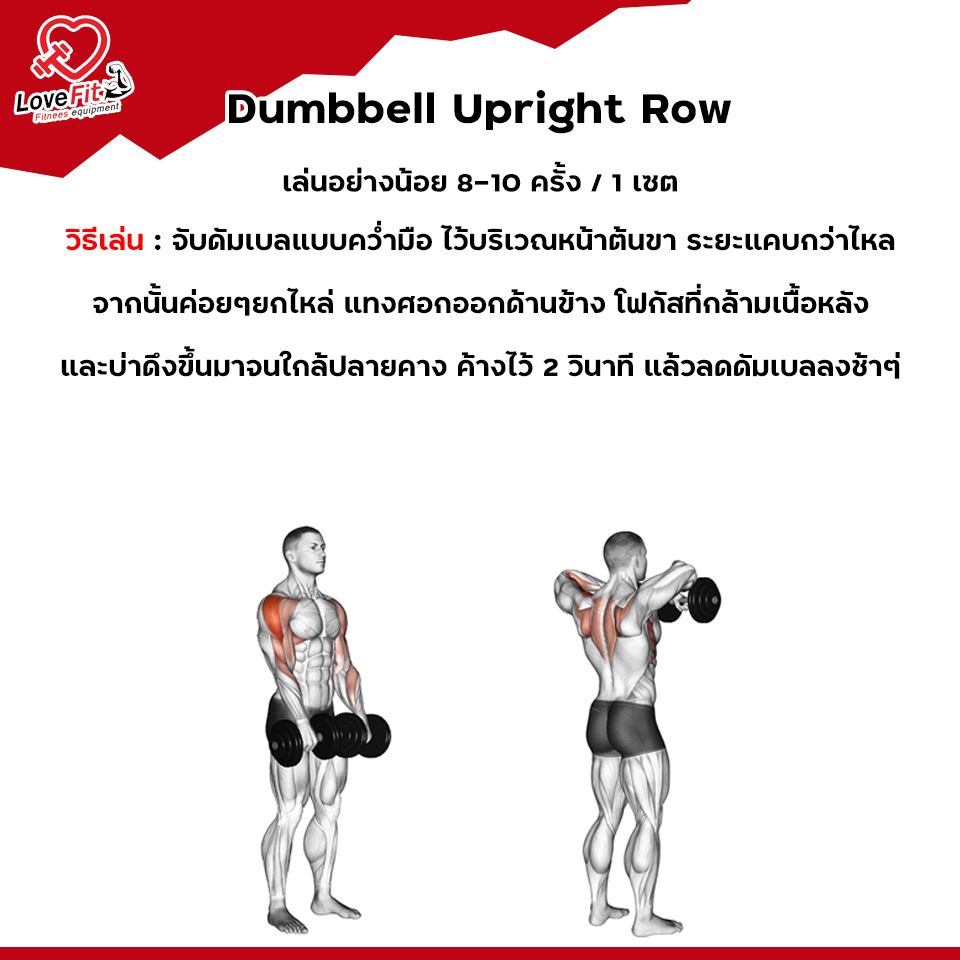 LoveFit
Fitnees equipment
Dumbbell Upright Row
เล่นอย่างน้อย 8-10 ครั้ง / 1 เซต
วิธีเล่น : จับดัมเบลแบบคว่ำมือ ไว้บริเวณหน้าต้นขา ระยะแคบกว่าไหล
จากนั้นค่อยๆยกไหล่ แทงศอกออกด้านข้าง โฟกัสที่กล้ามเนื้อหลัง
และบ่าดึงขึ้นมาจนใกล้ปลายคาง ค้างไว้ 2 วินาที แล้วลดดัมเบลลงช้าๆ